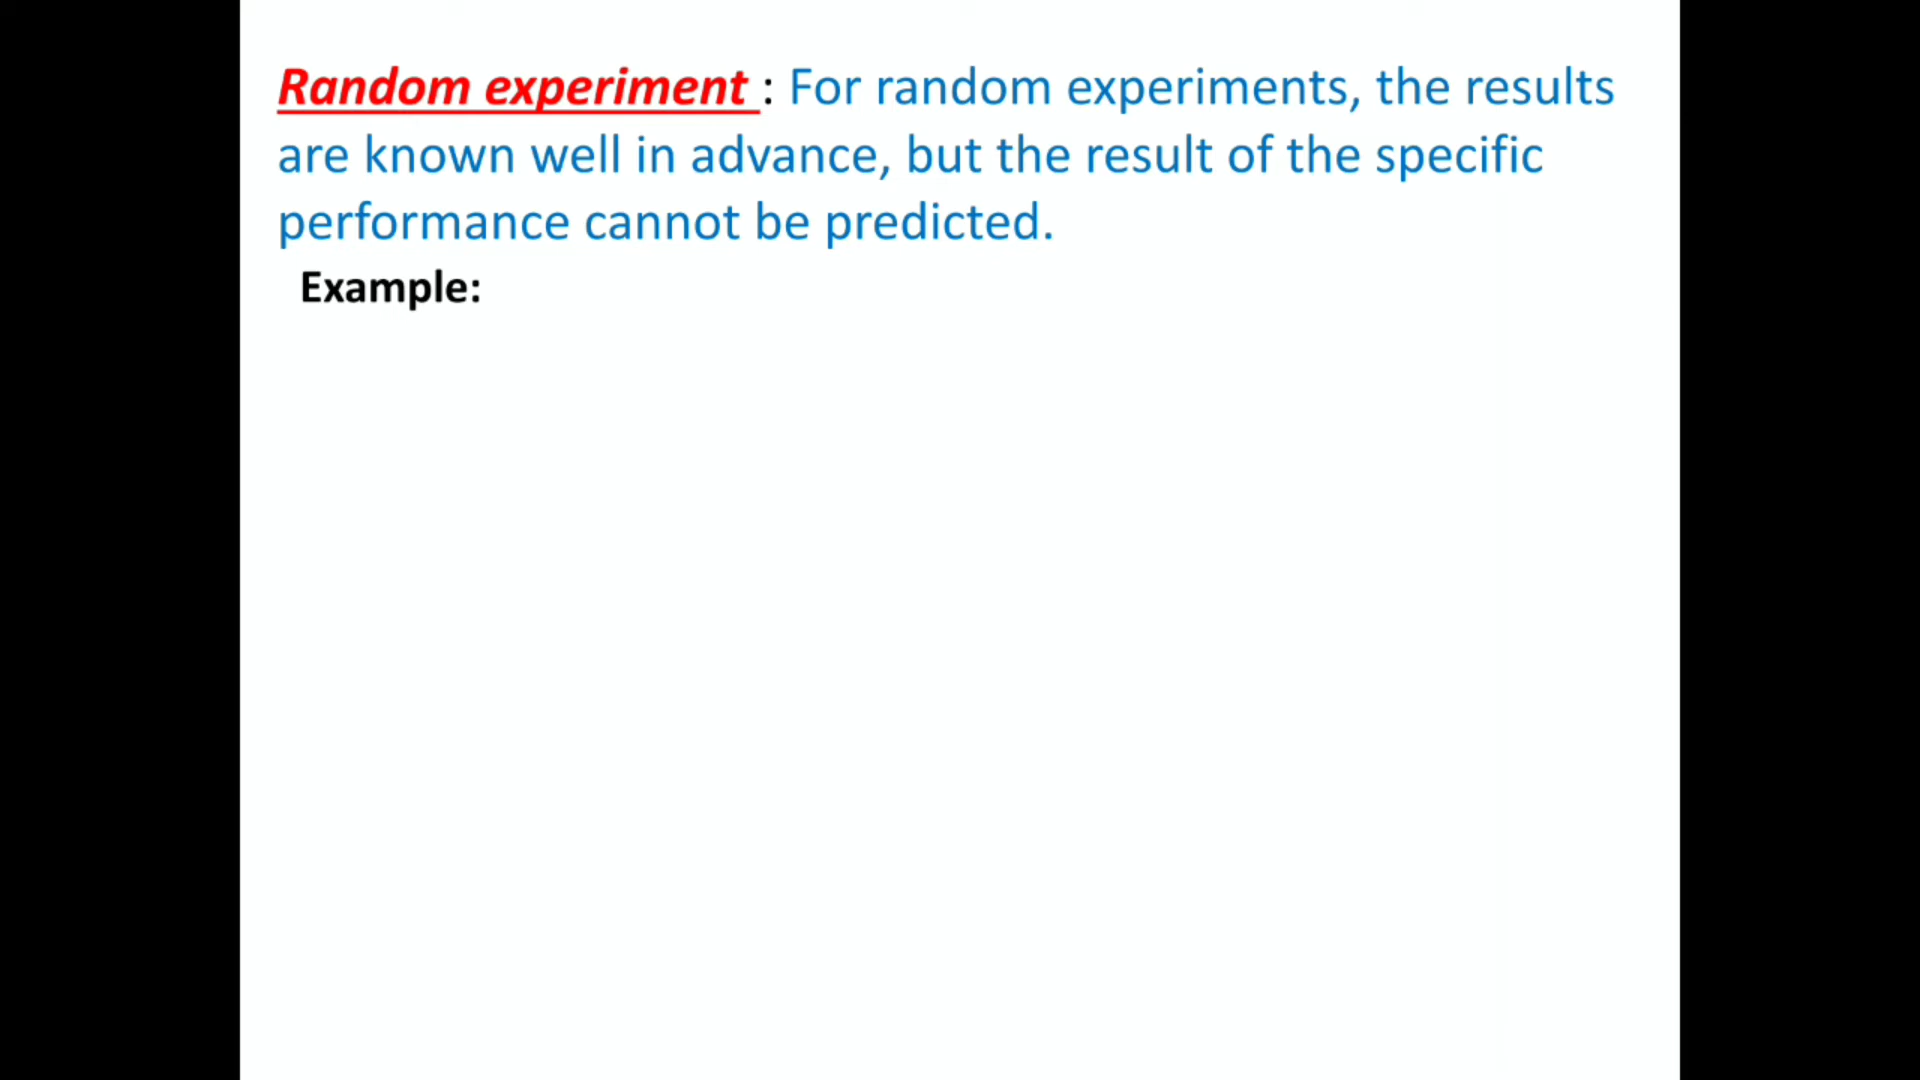 Random experiment : For random experiments, the results
are known well in advance, but the result of the specific
performance cannot be predicted.
Example: